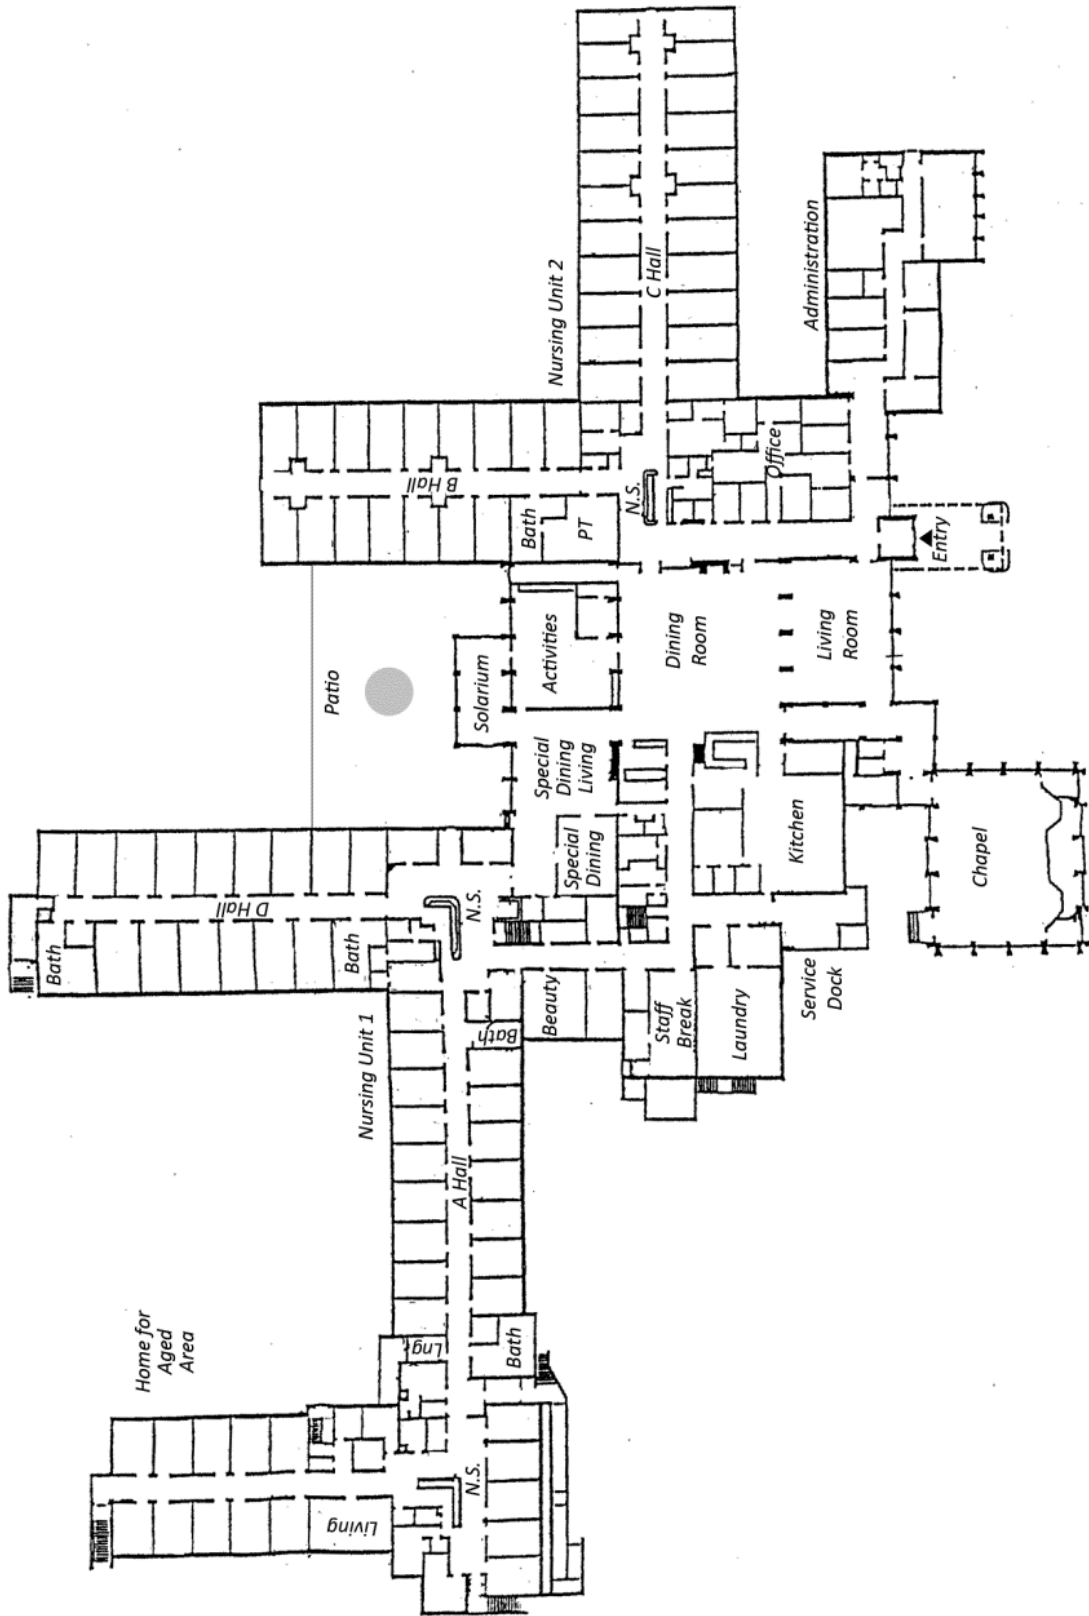 Home for
Aged
Area
Living
N.S.
Lng
Bath
Nursing Unit 1
A Hall
Bath
D Hall
Bath
Bath
N.S.
Beauty
Staff
Break
Laundry
Service
Dock
Special
Dining
Special
Dining
Living
Kitchen
Chapel
Patio
Solarium
Activities
Dining
Room
Living
Room
Entry
B Hall
Bath
PT
N.S.
Office
Nursing Unit 2
C Hall
Administration